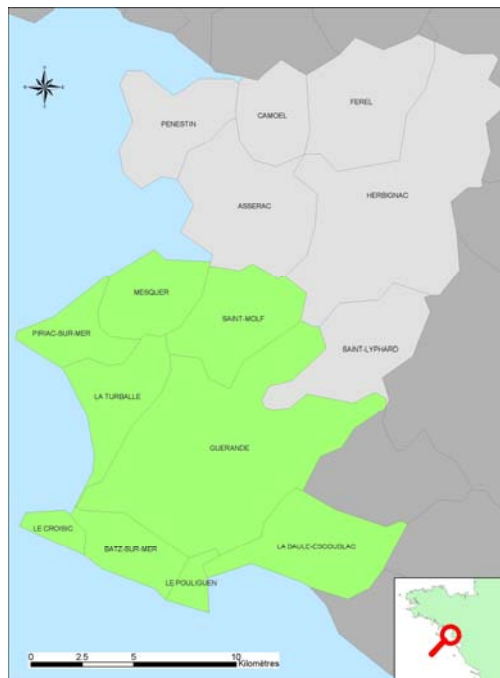 FEREL
CAMOEL
PENESTIN
HERBIGNAC
ASSERAC
MESQUER
SAINT-MOLF
PIRIAC-SUR-MER
SAINT-LYPHARD
LA TURBALLE
GUERANDE
LE CROISIC
BATZ-SUR-MER
LA BAULE-ESCOUBLAC
LE POULIGUEN
0 2.5 5 10
Kilomètres